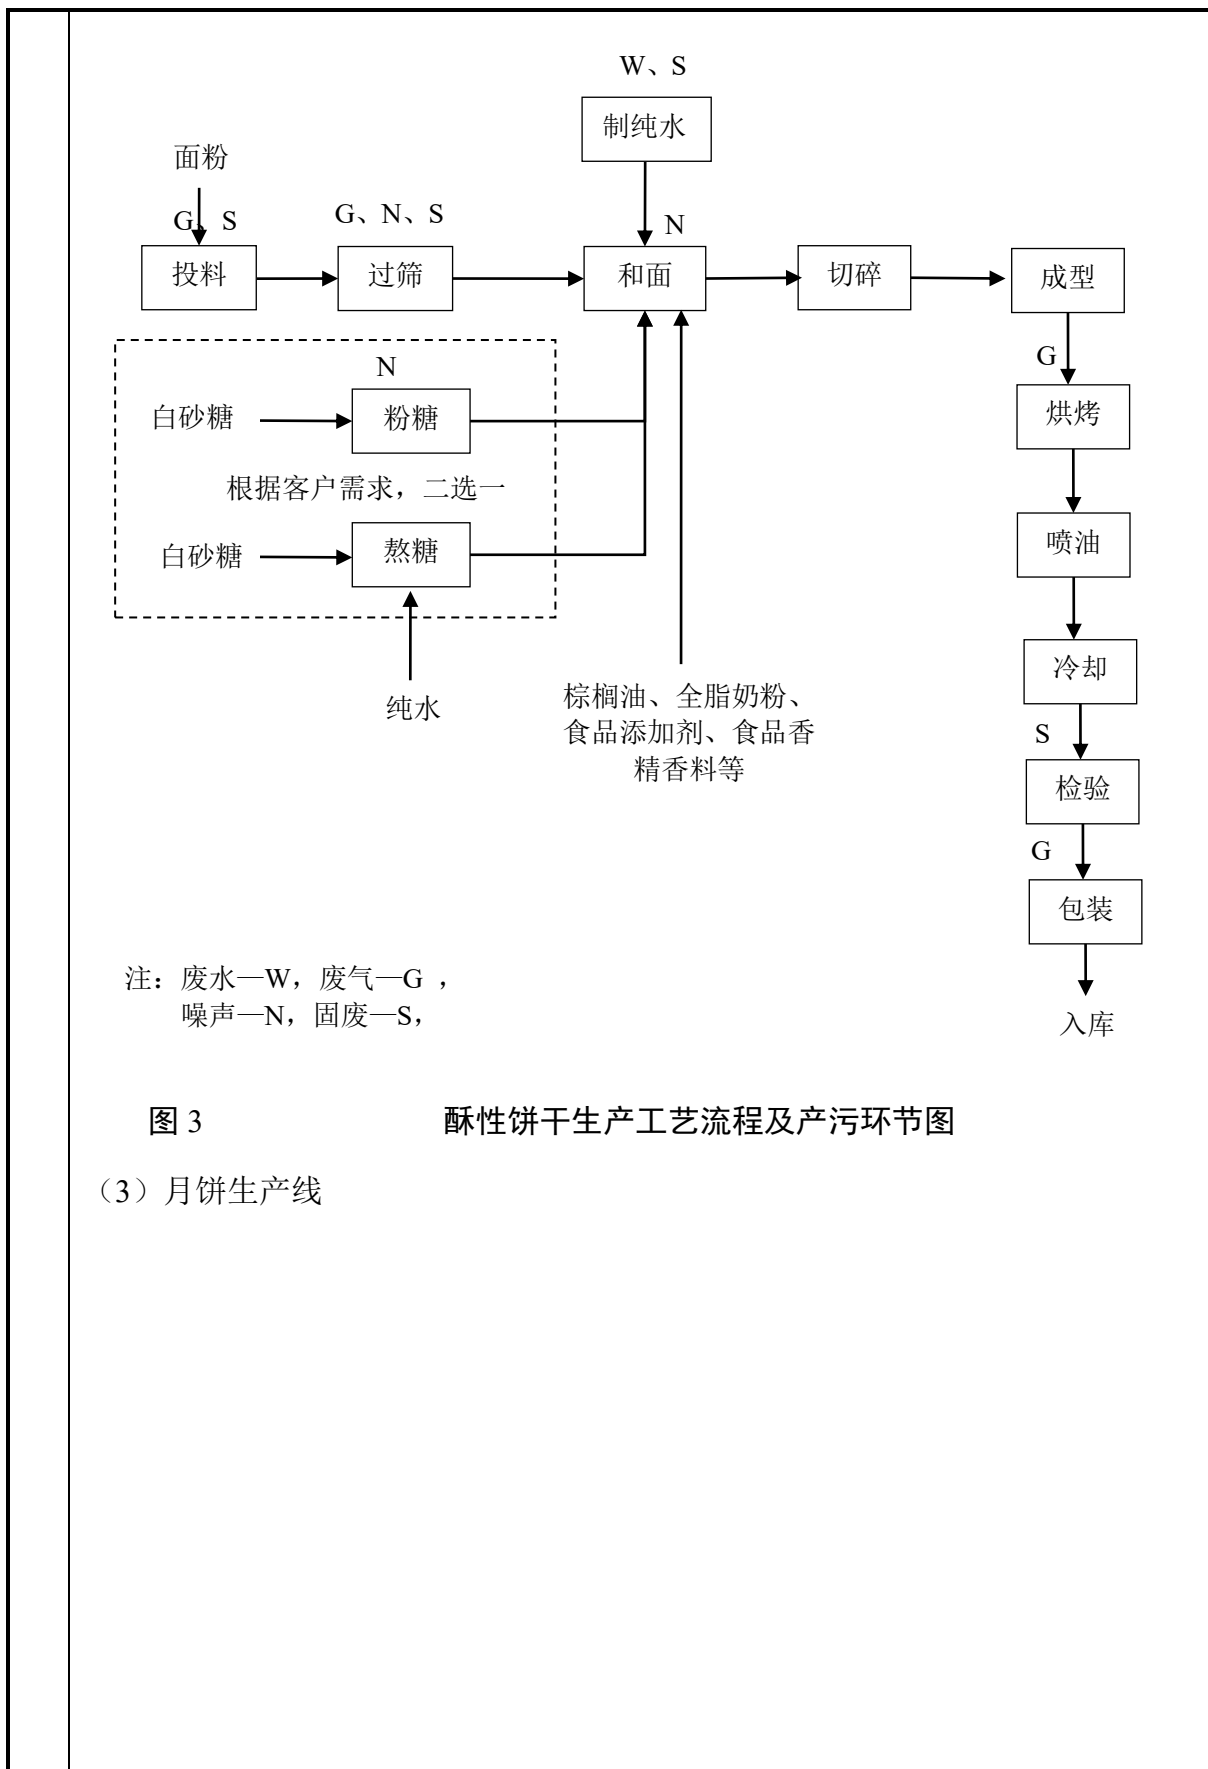 W、S
制纯水
面粉
G、S
G、N、S
N
投料
过筛
和面
切碎
成型
G
烘烤
N
白砂糖
粉糖
根据客户需求，二选一
白砂糖
熬糖
喷油
纯水
棕榈油、全脂奶粉、
食品添加剂、食品香
精香料等
冷却
S
检验
G
包装
入库
注：废水—W，废气—G ，
噪声—N，固废—S，
图 3 酥性饼干生产工艺流程及产污环节图
（3）月饼生产线